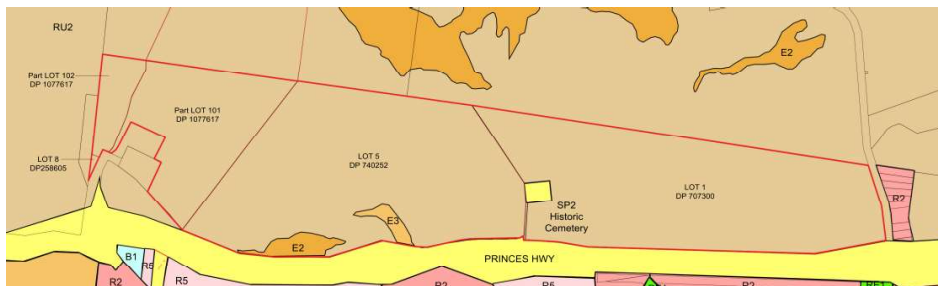 RU2
E2
Part LOT 102
DP 1077617
Part LOT 101
DP 1077617
LOT 8
DP258605
LOT 5
DP 740252
LOT 1
DP 707300
R2
SP2
Historic
Cemetery
E3
E2
PRINCES HWY
B1
R5
R2
R5
R2
R5
R2
RE1